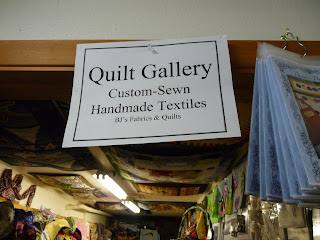 Quilt Gallery
Custom-Sewn
Handmade Textiles
BJ's Fabrics & Quilts